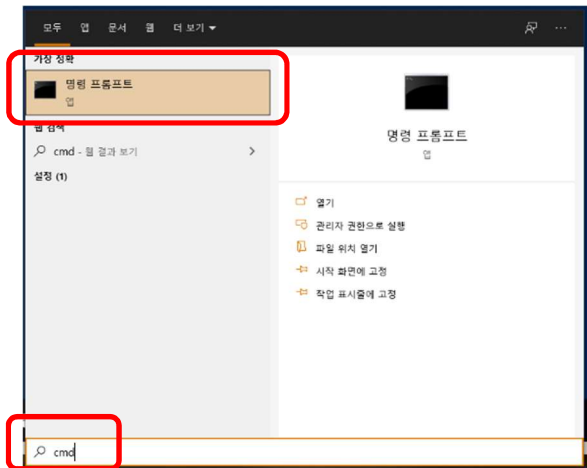 모두 앱 문서 웹 더 보기
가장 정확
명령 프롬프트
앱
웹 검색
cmd - 웹 결과 보기
설정 (1)
명령 프롬프트
앱
열기
관리자 권한으로 실행
파일 위치 열기
시작 화면에 고정
작업 표시줄에 고정
cmd